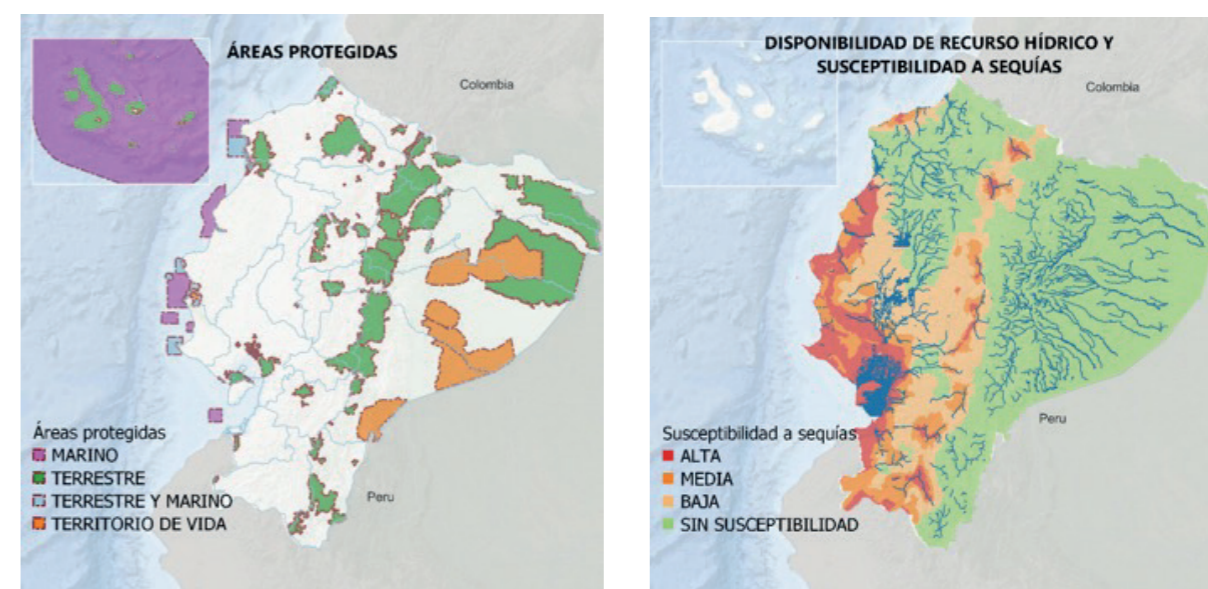 ÁREAS PROTEGIDAS
Colombia
Peru
Áreas protegidas
MARINO
TERRESTRE
TERRESTRE Y MARINO
TERRITORIO DE VIDA
DISPONIBILIDAD DE RECURSO HÍDRICO Y
SUSCEPTIBILIDAD A SEQUÍAS
Colombia
Peru
Susceptibilidad a sequías
ALTA
MEDIA
BAJA
SIN SUSCEPTIBILIDAD